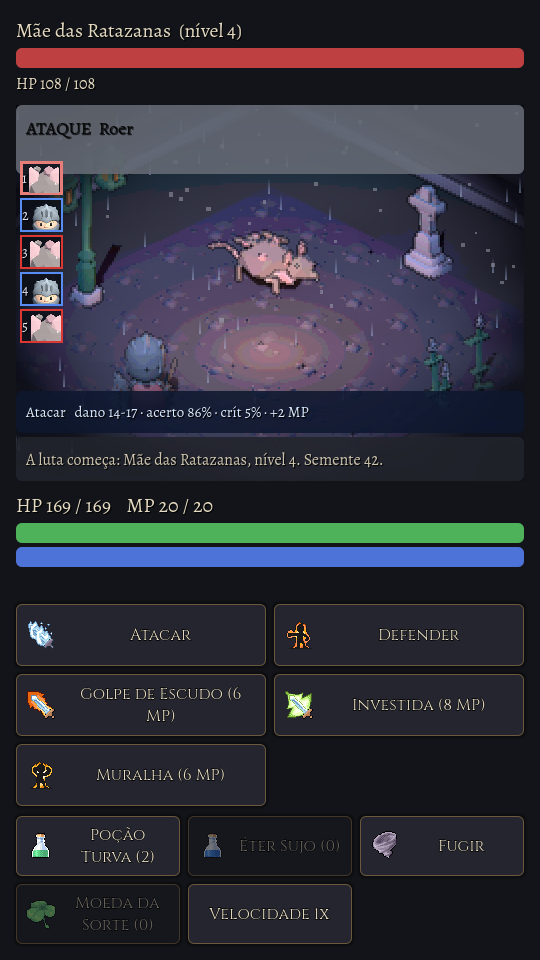 Mãe das Ratazanas (nível 4)
HP 108 / 108
ATAQUE Roer
1
2
3
4
5
Atacar dano 14-17 · acerto 86% · crít 5% · +2 MP
A luta começa: Mãe das Ratazanas, nível 4. Semente 42.
HP 169 / 169 MP 20 / 20
Atacar
Defender
Golpe de Escudo (6
MP)
Investida (8 MP)
Muralha (6 MP)
Poção
Turva (2)
Éter Sujo (0)
Fugir
Moeda da
Sorte (0)
Velocidade 1x